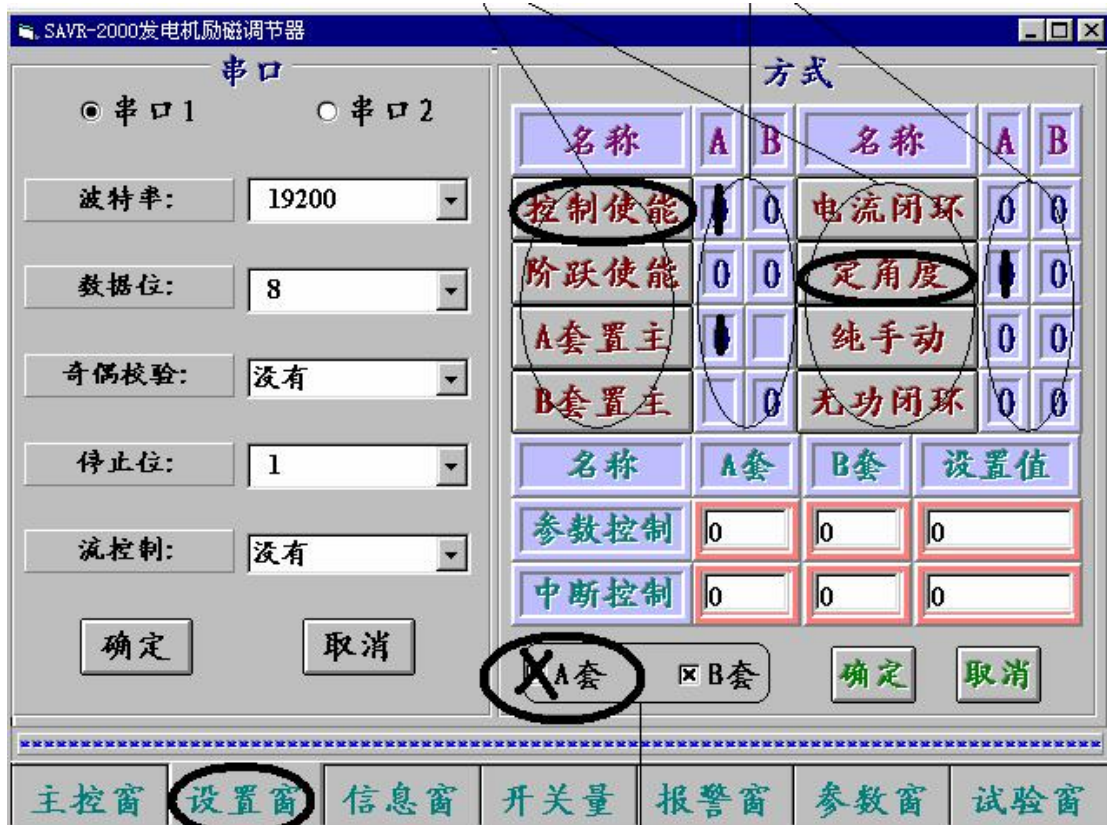 SAVR-2000发电机励磁调节器
串口
串口1 串口2
波特率: 19200
数据位: 8
奇偶校验: 没有
停止位: 1
流控制: 没有
确定 取消
方式
名称 A B 名称 A B
控制使能 0 电流闭环 0 0
阶跃使能 0 0 定角度 0
A套置主 纯手动 0 0
B套置主 0 无功闭环 0 0
名称 A套 B套 设置值
参数控制 0 0 0
中断控制 0 0 0
A套 B套 确定 取消
主控窗 设置窗 信息窗 开关量 报警窗 参数窗 试验窗